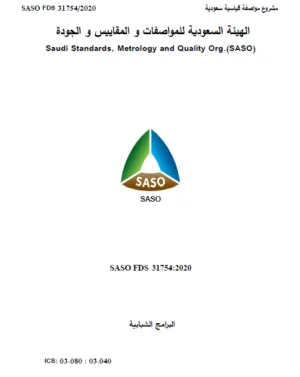 SASO FDS 31754/2020 مشروع مواصفة قياسية سعودية
الهيئة السعودية للمواصفات و المقاييس و الجودة
Saudi Standards, Metrology and Quality Org.(SASO)
SASO
SASO
SASO FDS 31754:2020
البرامج الشبابية
ICS: 03-080 : 03-040